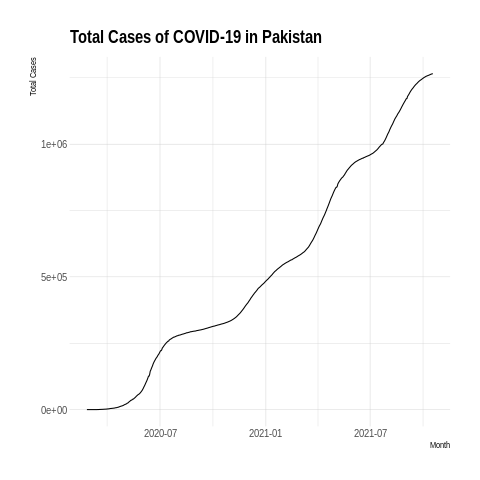 Total Cases of COVID-19 in Pakistan
Total Cases
1e+06
5e+05
0e+00
2020-07 2021-01 2021-07
Month